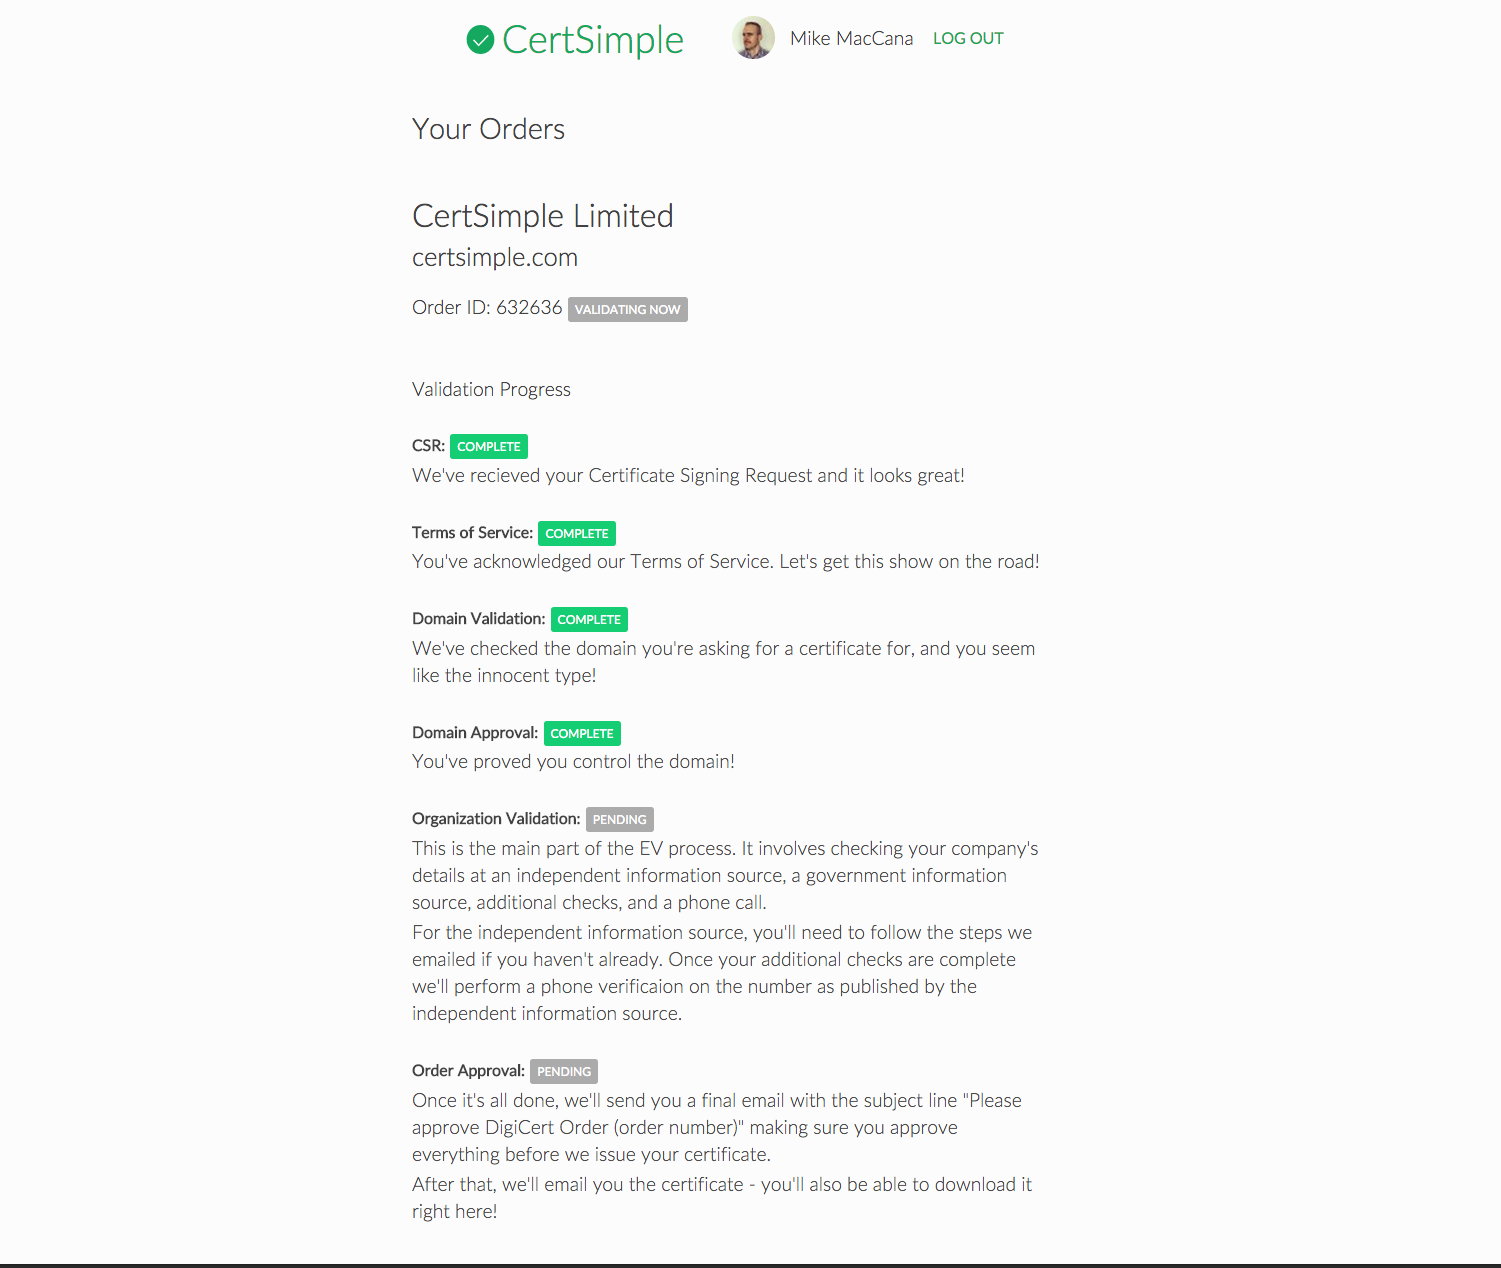 CertSimple
Mike MacCana
LOG OUT
Your Orders
CertSimple Limited
certsimple.com
Order ID: 632636 VALIDATING NOW
Validation Progress
CSR: COMPLETE
We've recieved your Certificate Signing Request and it looks great!
Terms of Service: COMPLETE
You've acknowledged our Terms of Service. Let's get this show on the road!
Domain Validation: COMPLETE
We've checked the domain you're asking for a certificate for, and you seem
like the innocent type!
Domain Approval: COMPLETE
You've proved you control the domain!
Organization Validation: PENDING
This is the main part of the EV process. It involves checking your company's
details at an independent information source, a government information
source, additional checks, and a phone call.
For the independent information source, you'll need to follow the steps we
emailed if you haven't already. Once your additional checks are complete
we'll perform a phone verificaion on the number as published by the
independent information source.
Order Approval: PENDING
Once it's all done, we'll send you a final email with the subject line "Please
approve DigiCert Order (order number)" making sure you approve
everything before we issue your certificate.
After that, we'll email you the certificate - you'll also be able to download it
right here!